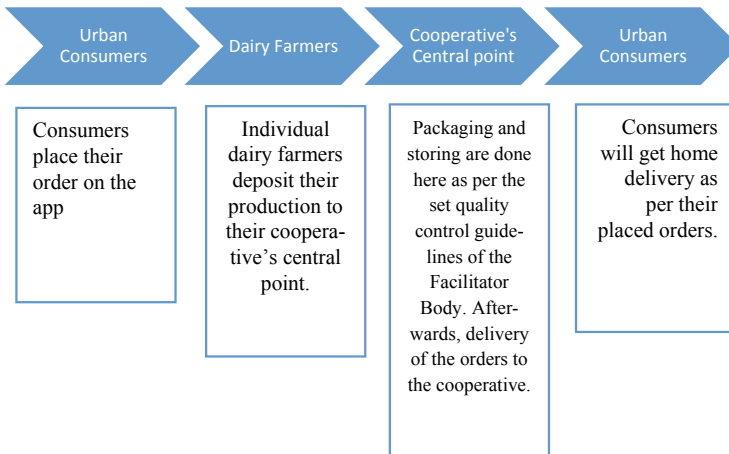 Urban
Consumers
Dairy Farmers
Cooperative's
Central point
Urban
Consumers
Consumers
place their
order on the
app
Individual
dairy farmers
deposit their
production to
their coopera-
tive's central
point.
Packaging and
storing are done
here as per the
set quality
control guide-
lines of the
Facilitator
Body. After-
wards, delivery
of the orders to
the cooperative.
Consumers
will get home
delivery as
per their
placed orders.